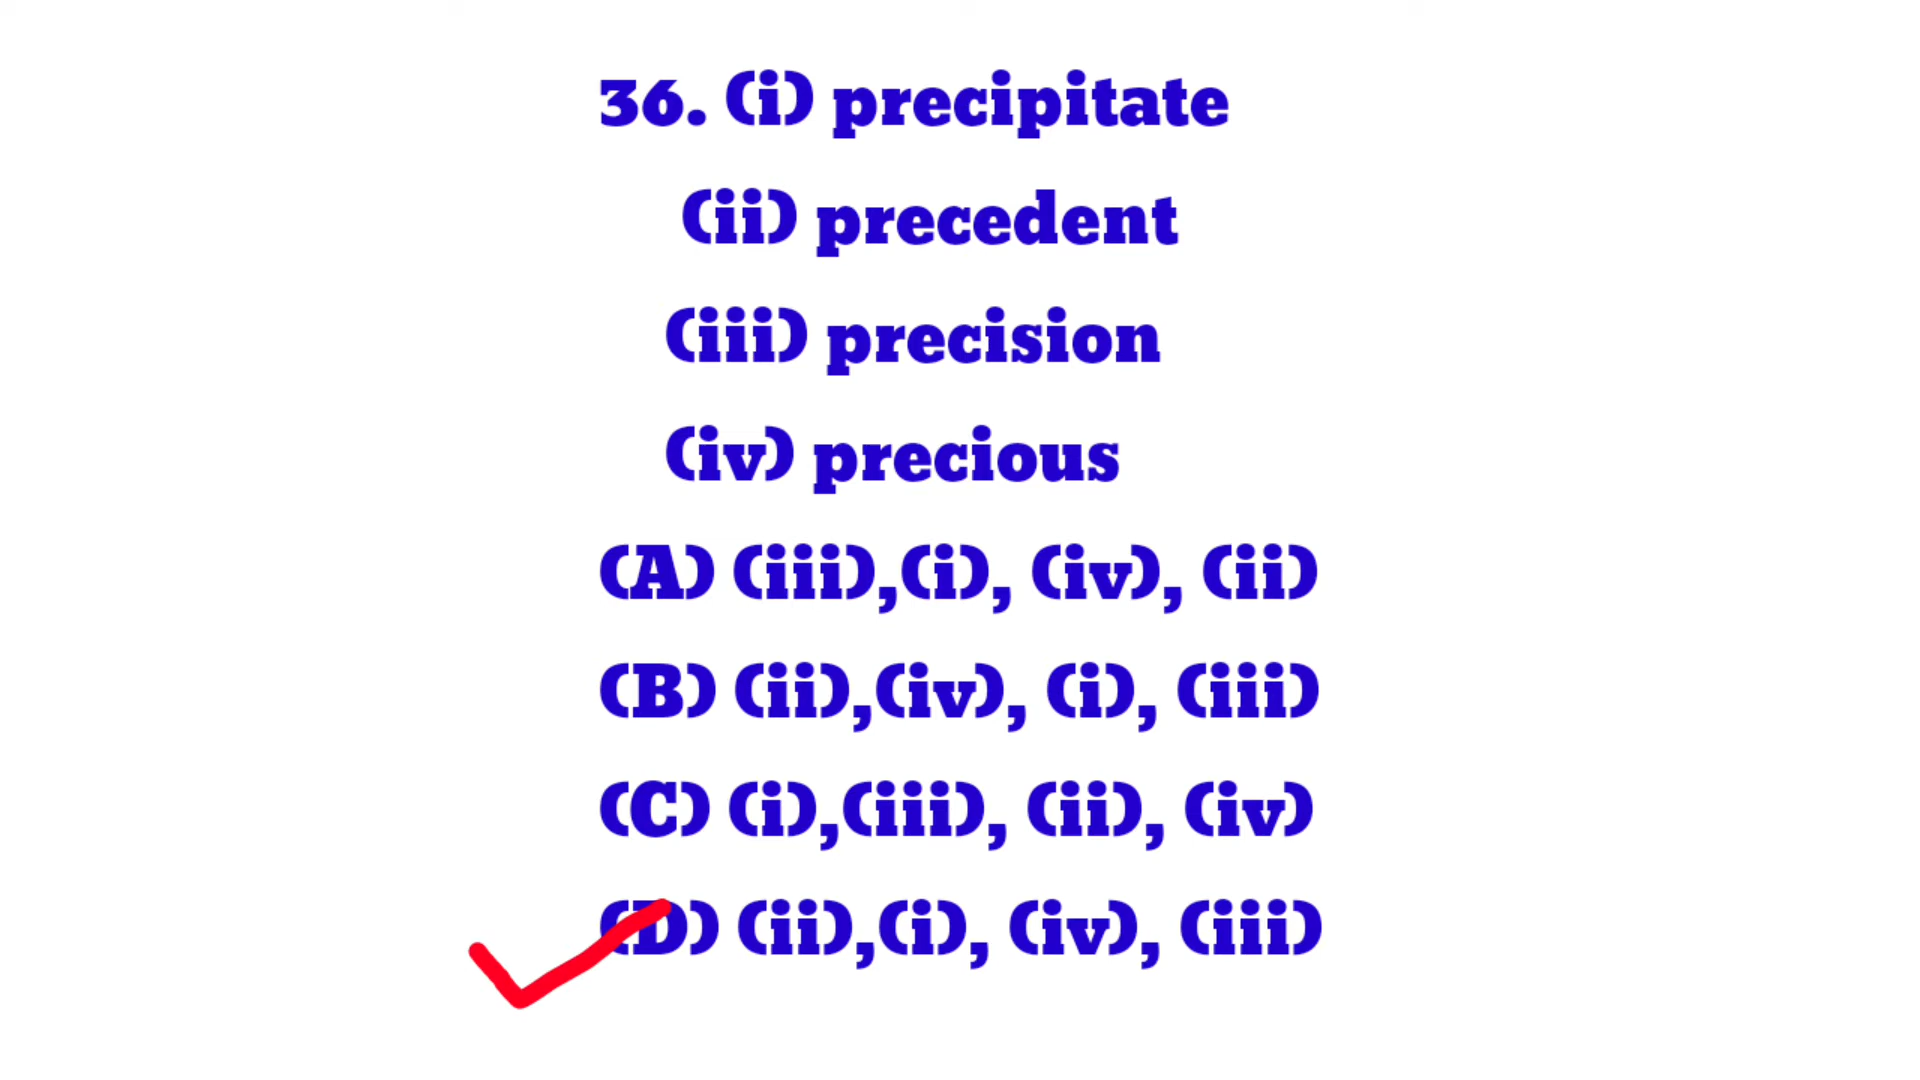 36. (i) precipitate
(ii) precedent
(iii) precision
(iv) precious
(A) (iii),(i), (iv), (ii)
(B) (ii),(iv), (i), (iii)
(C) (i),(iii), (ii), (iv)
(D) (ii),(i), (iv), (iii)